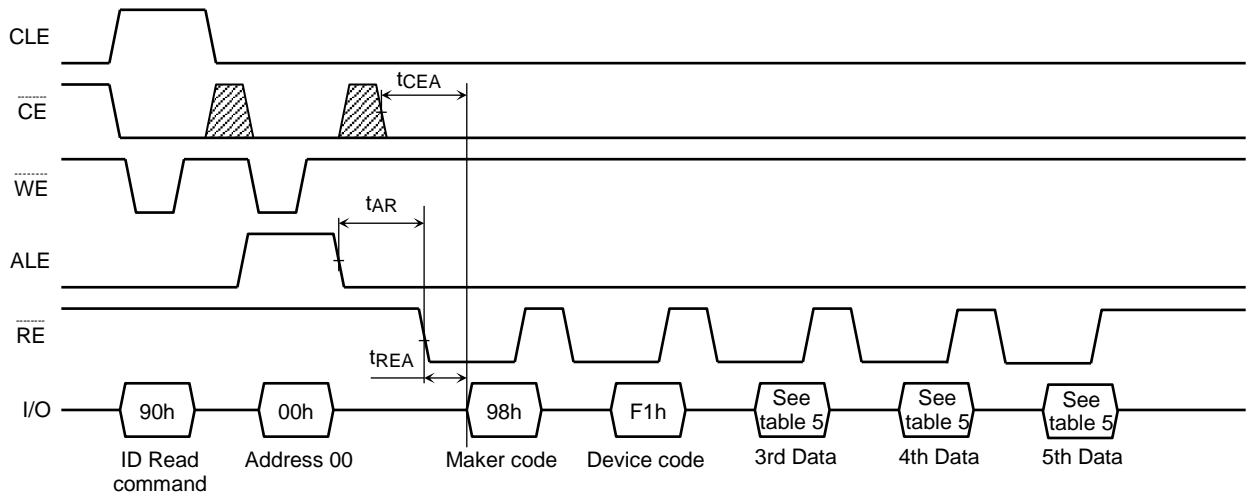 CLE
tCEA
CE
WE
tAR
ALE
RE
tREA
I/O
90h
00h
98h
F1h
See
table 5
See
table 5
See
table 5
ID Read
command
Address 00
Maker code
Device code
3rd Data
4th Data
5th Data